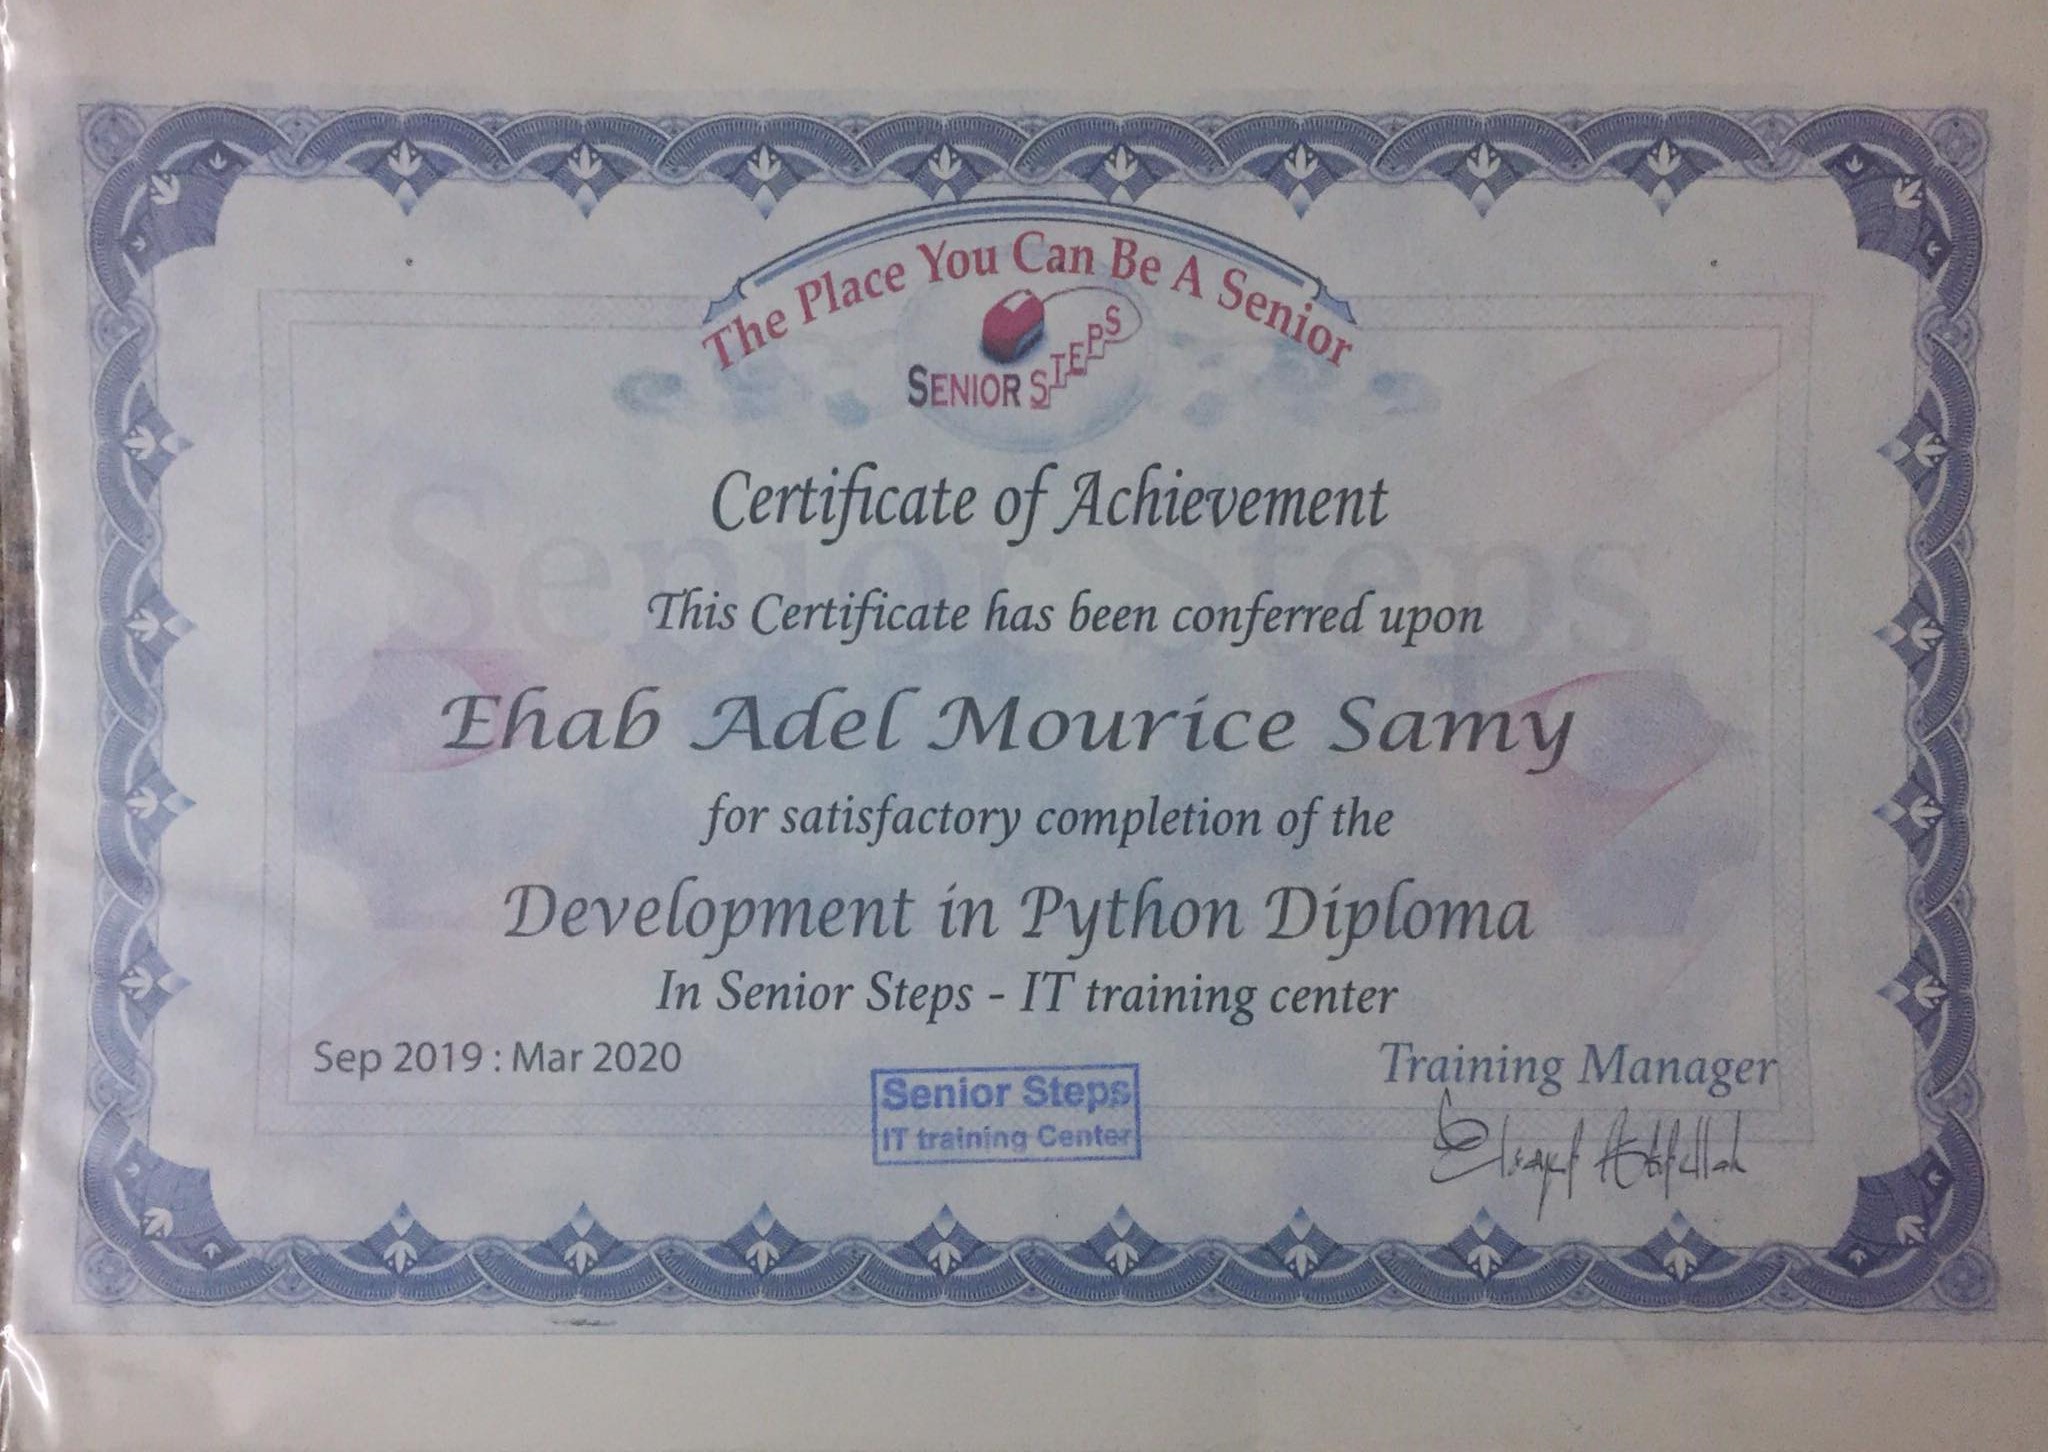 The Place You Can Be A Senior
SENIOR STEPS
Certificate of Achievement
Senior Steps
This Certificate has been conferred upon
Ehab Adel Mourice Samy
for satisfactory completion of the
Development in Python Diploma
In Senior Steps - IT training center
Sep 2019 : Mar 2020
Training Manager
Senior Steps
IT training Center
Elsayed Abdellah